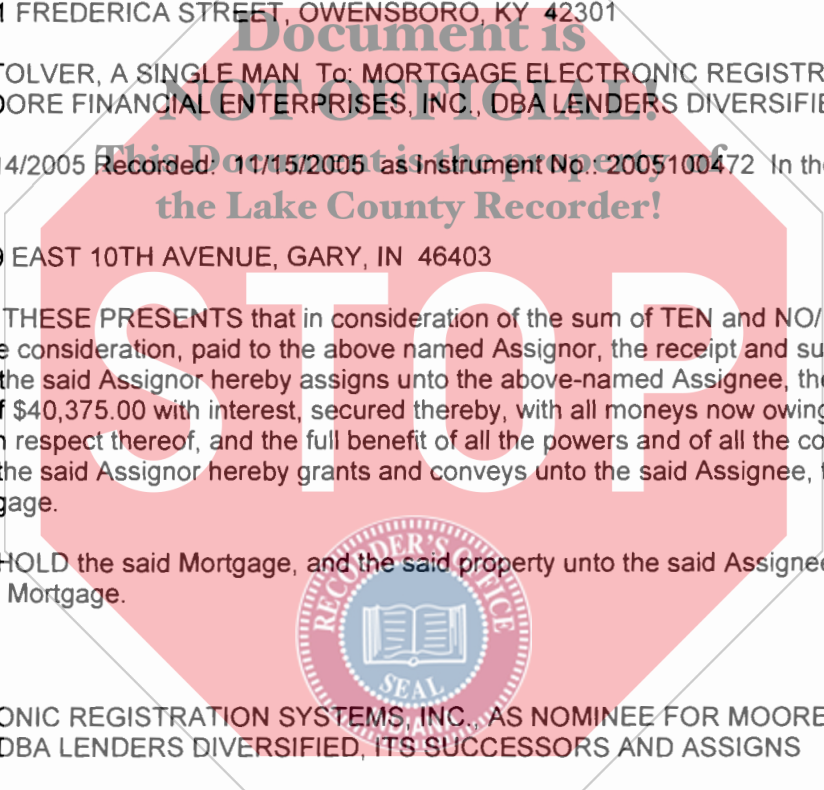 1 FREDERICA STREET, OWENSBORO, KY 42301
Document is
TOLVER, A SINGLE MAN To: MORTGAGE ELECTRONIC REGISTR
NOT OFFICIAL!
OORE FINANCIAL ENTERPRISES, INC., DBA LENDERS DIVERSIFIE
This Document is the property of
4/2005 Recorded: 11/15/2005 as Instrument No.: 2005100472 In the
the Lake County Recorder!
EAST 10TH AVENUE, GARY, IN 46403
STOP
THESE PRESENTS that in consideration of the sum of TEN and NO/
e consideration, paid to the above named Assignor, the receipt and su
the said Assignor hereby assigns unto the above-named Assignee, the
f $40,375.00 with interest, secured thereby, with all moneys now owing
n respect thereof, and the full benefit of all the powers and of all the co
the said Assignor hereby grants and conveys unto the said Assignee,
gage.
HOLD the said Mortgage, and the said property unto the said Assignee
Mortgage.
RECORDER'S OFFICE
SEAL
INDIANA
ONIC REGISTRATION SYSTEMS, INC., AS NOMINEE FOR MOORE
DBA LENDERS DIVERSIFIED, ITS SUCCESSORS AND ASSIGNS